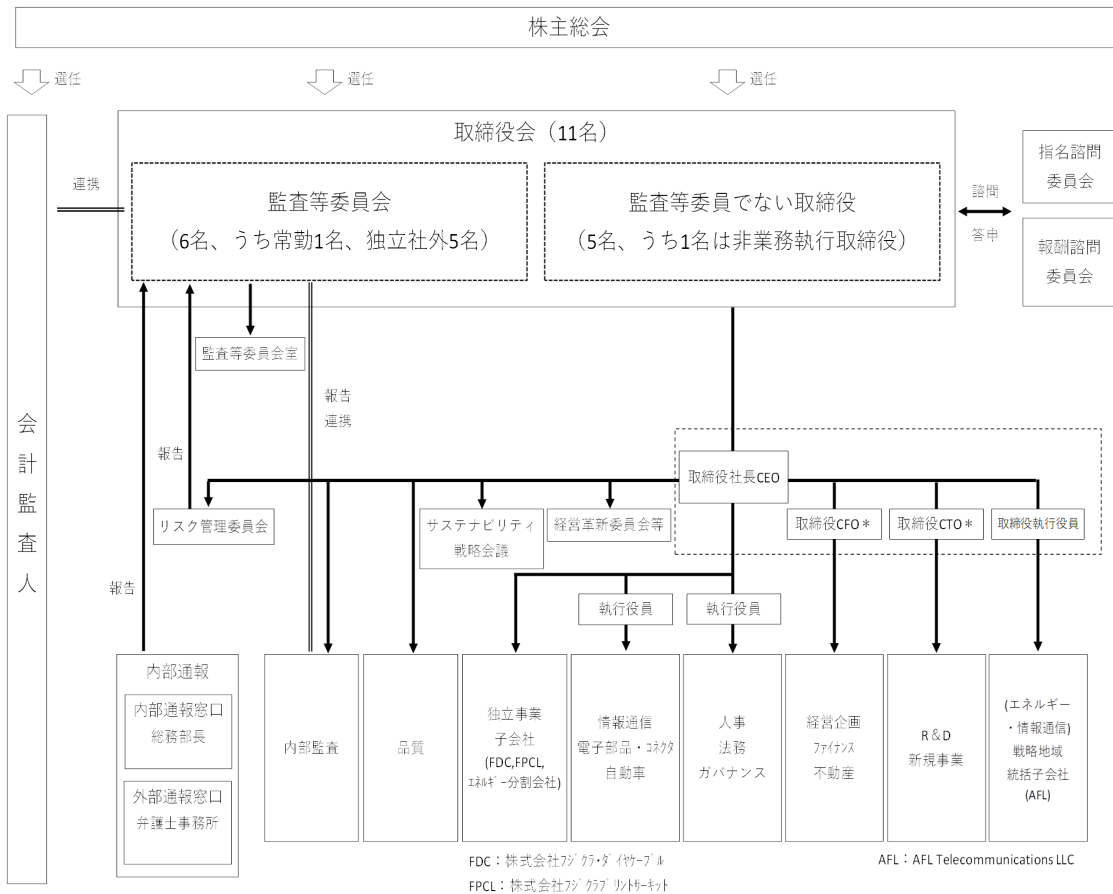 株主総会
選任
選任
選任
取締役会（11名）
監査等委員会
（6名、うち常勤1名、独立社外5名）
監査等委員でない取締役
（5名、うち1名は非業務執行取締役）
連携
諮問
答申
指名諮問
委員会
報酬諮問
委員会
監査等委員会室
報告
連携
報告
報告
会計監査人
取締役社長CEO
リスク管理委員会
サステナビリティ
戦略会議
経営革新委員会等
取締役CFO＊
取締役CTO＊
取締役執行役員
執行役員
執行役員
内部通報
内部通報窓口
総務部長
外部通報窓口
弁護士事務所
内部監査
品質
独立事業
子会社
(FDC,FPCL,
ｴﾈﾙｷﾞｰ分割会社)
情報通信
電子部品・ｺﾈｸﾀ
自動車
人事
法務
ガバナンス
経営企画
ﾌｧｲﾅﾝｽ
不動産
R＆D
新規事業
(エネルギー
・情報通信)
戦略地域
統括子会社
(AFL)
FDC：株式会社ﾌｼﾞｸﾗ・ﾀﾞｲﾔｹｰﾌﾞﾙ
FPCL：株式会社ﾌｼﾞｸﾗﾌﾟﾘﾝﾄｻｰｷｯﾄ
AFL：AFL Telecommunications LLC